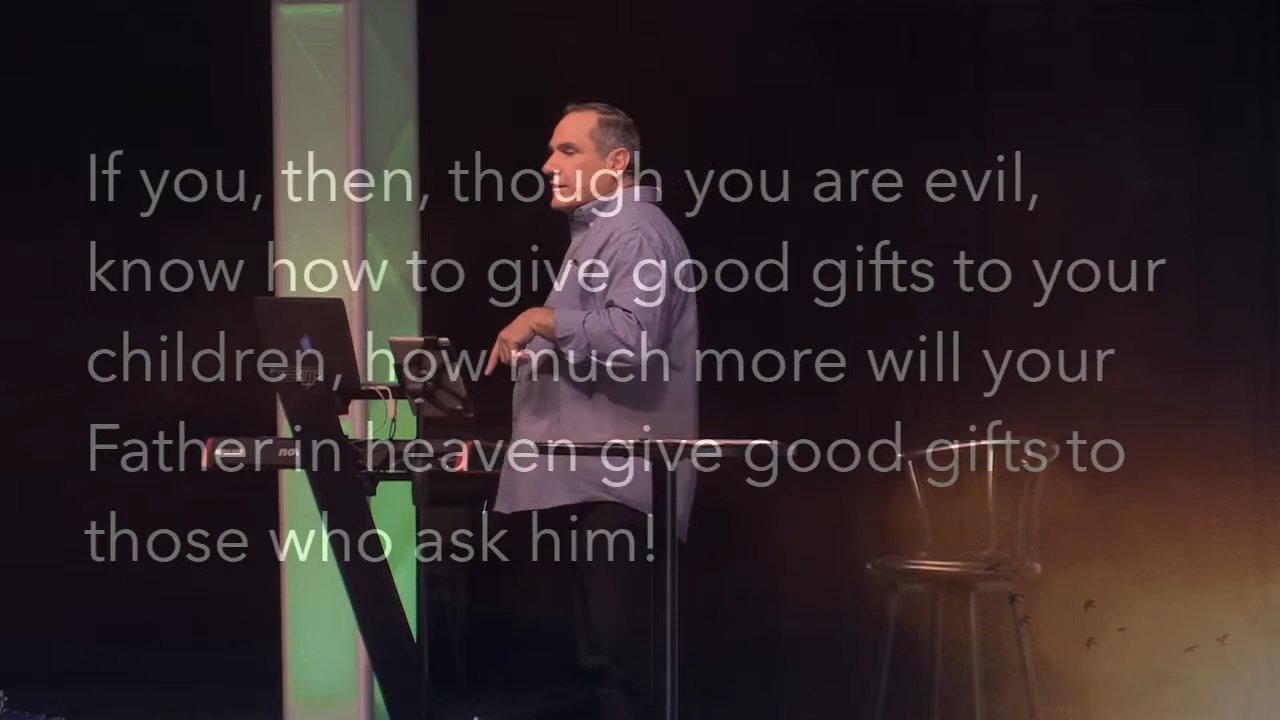 If you, then, though you are evil,
know how to give good gifts to your
children, how much more will your
Father in heaven give good gifts to
those who ask him!